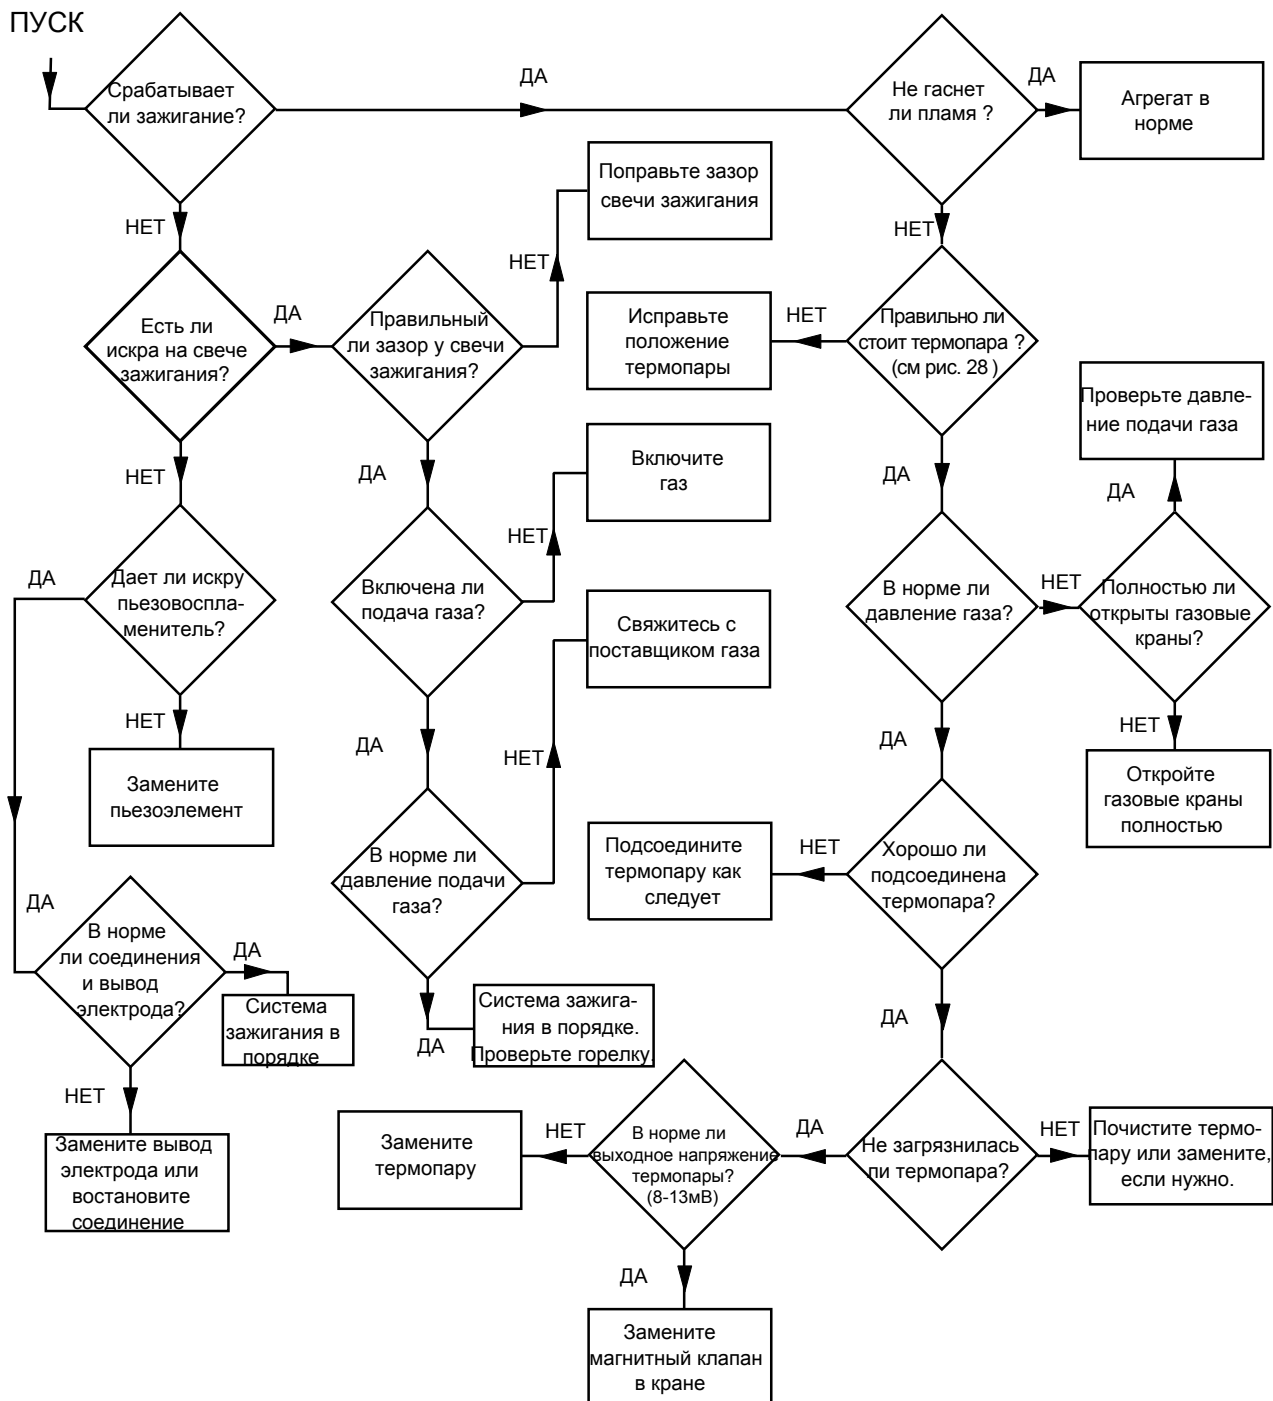 ПУСК
Срабатывает
ли зажигание?
ДА
Не гаснет
ли пламя ?
ДА
Агрегат в
норме
НЕТ
Поправьте зазор
свечи зажигания
НЕТ
НЕТ
Есть ли
искра на свече
зажигания?
ДА
Правильный
ли зазор у свечи
зажигания?
Исправьте
положение
термопары
НЕТ
Правильно ли
стоит термопара ?
(см рис. 28 )
Проверьте давле-
ние подачи газа
НЕТ
ДА
Включите
газ
ДА
ДА
ДА
Дает ли искру
пьезовоспла-
менитель?
Включена ли
подача газа?
НЕТ
Свяжитесь с
поставщиком газа
В норме ли
давление газа?
НЕТ
Полностью ли
открыты газовые
краны?
НЕТ
ДА
НЕТ
ДА
НЕТ
Замените
пьезоэлемент
Откройте
газовые краны
полностью
В норме ли
давление подачи
газа?
Подсоедините
термопару как
следует
НЕТ
Хорошо ли
подсоединена
термопара?
ДА
В норме
ли соединения
и вывод
электрода?
ДА
Система
зажигания в
порядке
ДА
Система зажига-
ния в порядке.
Проверьте горелку.
ДА
НЕТ
Замените вывод
электрода или
востановите
соединение
Замените
термопару
НЕТ
В норме ли
выходное напряжение
термопары?
(8-13мВ)
ДА
Не загрязнилась
ли термопара?
НЕТ
Почистите термо-
пару или замените,
если нужно.
ДА
Замените
магнитный клапан
в кране